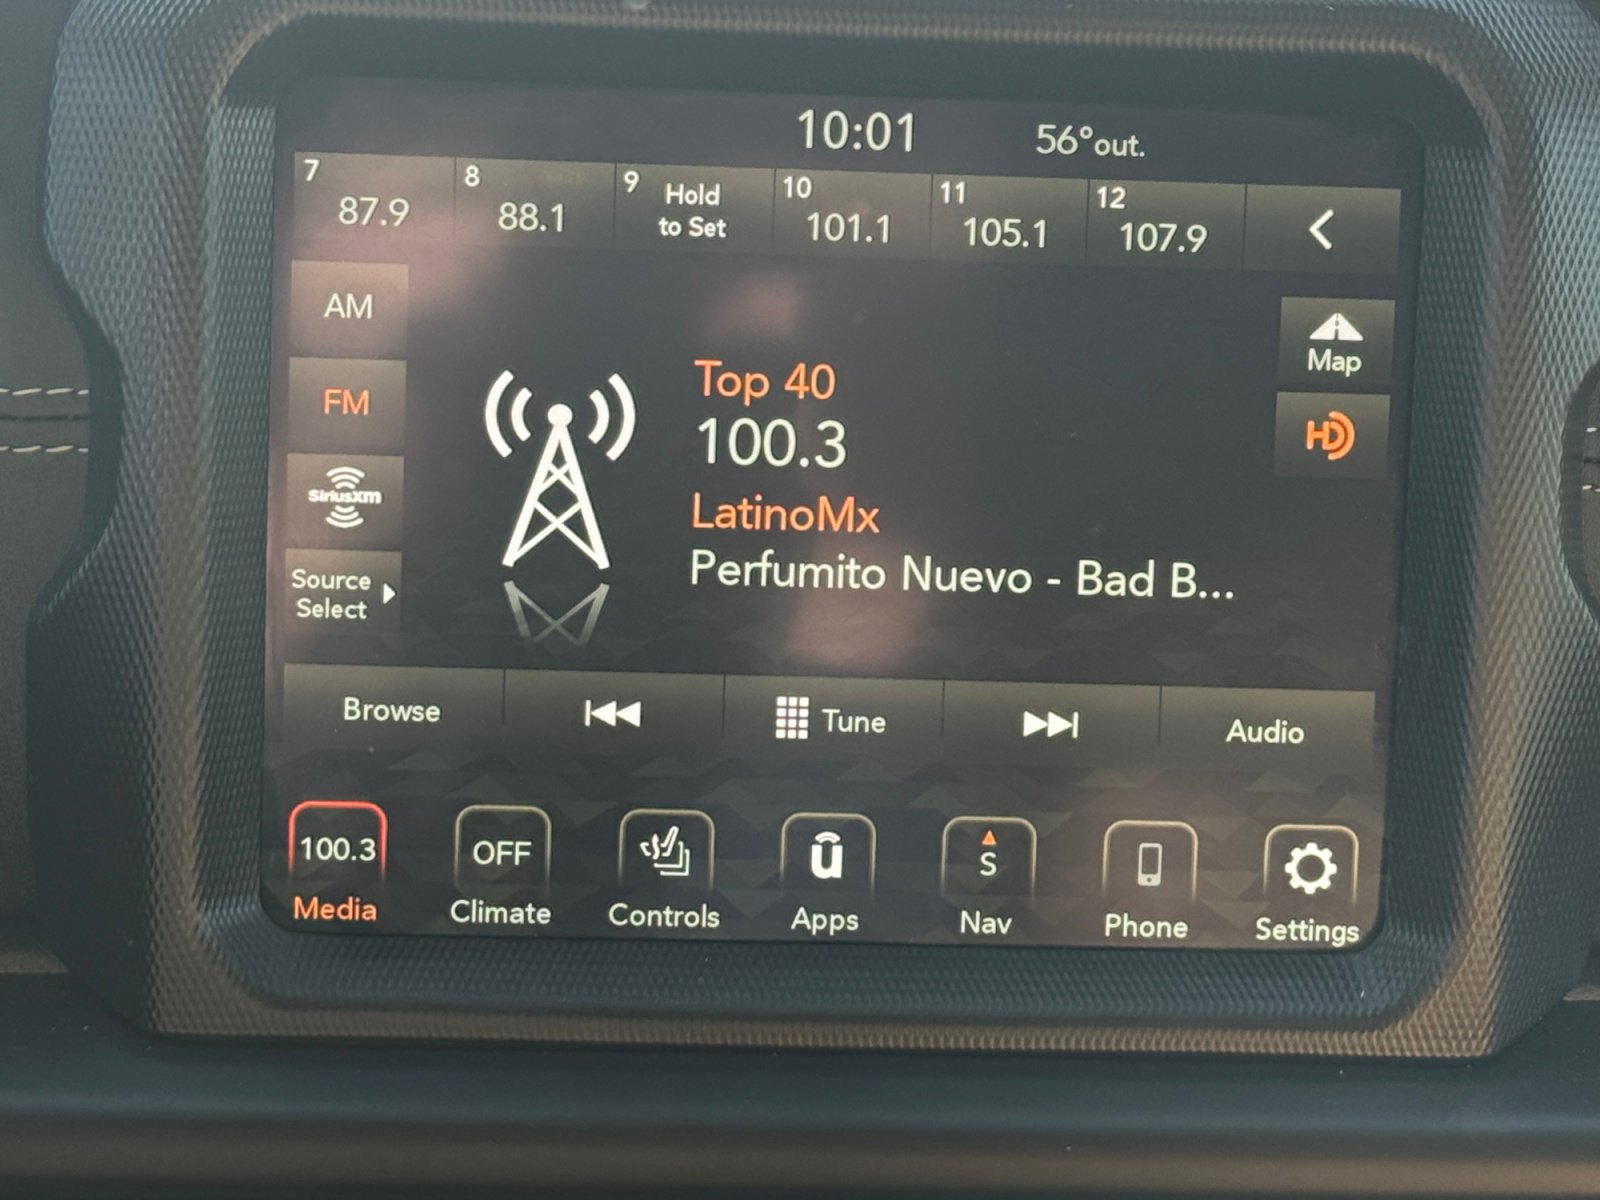 10:01 56°out.
7 87.9
8 88.1
9 Hold to Set
10 101.1
11 105.1
12 107.9
AM
FM
SiriusXM
Source
Select
Map
HD
Top 40
100.3
LatinoMx
Perfumito Nuevo - Bad B...
Browse Tune Audio
100.3 OFF ū S
Media Climate Controls Apps Nav Phone Settings